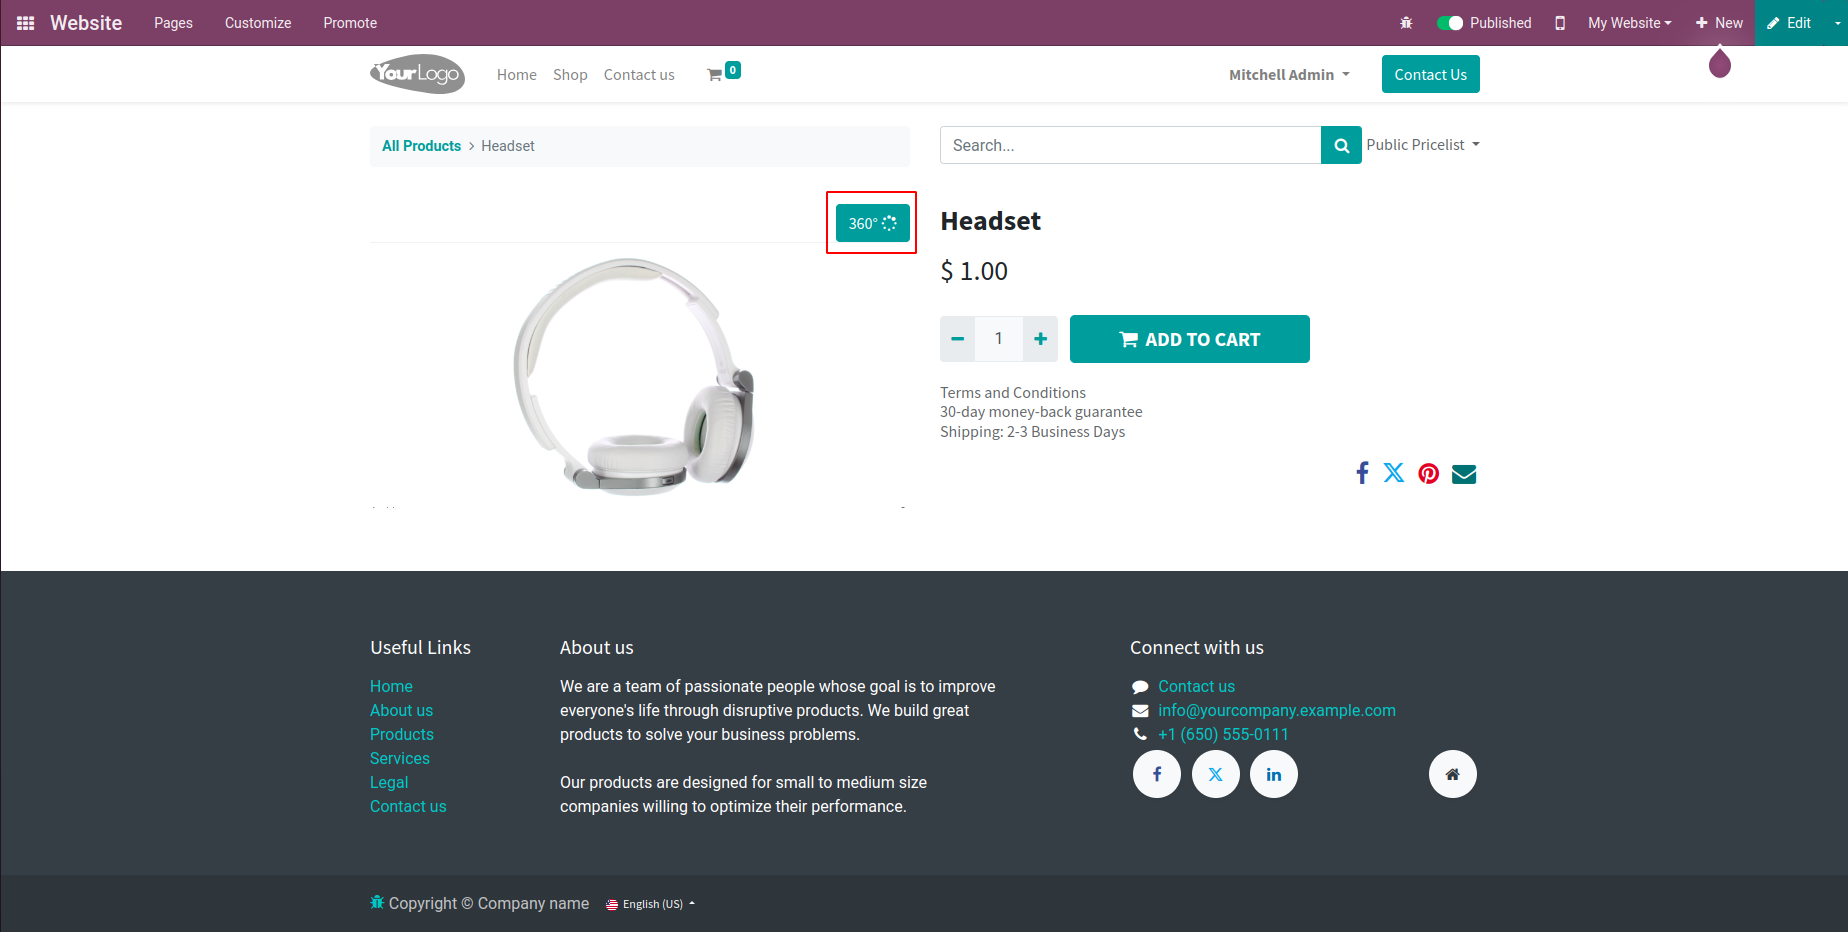 Website Pages Customize Promote Published My Website New Edit
YourLogo Home Shop Contact us 0 Mitchell Admin Contact Us
All Products > Headset Search... Public Pricelist
360°
Headset
$ 1.00
1 ADD TO CART
Terms and Conditions
30-day money-back guarantee
Shipping: 2-3 Business Days
Useful Links
Home
About us
Products
Services
Legal
Contact us
About us
We are a team of passionate people whose goal is to improve
everyone's life through disruptive products. We build great
products to solve your business problems.
Our products are designed for small to medium size
companies willing to optimize their performance.
Connect with us
Contact us
info@yourcompany.example.com
+1 (650) 555-0111
Copyright © Company name English (US)